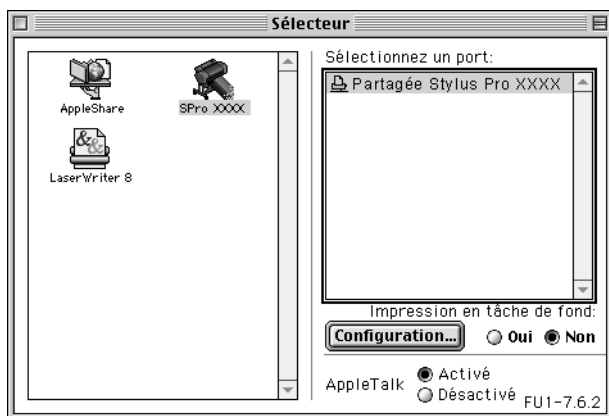 Sélecteur
AppleShare
SPro XXXX
LaserWriter 8
Sélectionnez un port:
Partagée Stylus Pro XXXX
Impression en tâche de fond:
Configuration... Oui Non
AppleTalk Activé
Désactivé FU1-7.6.2